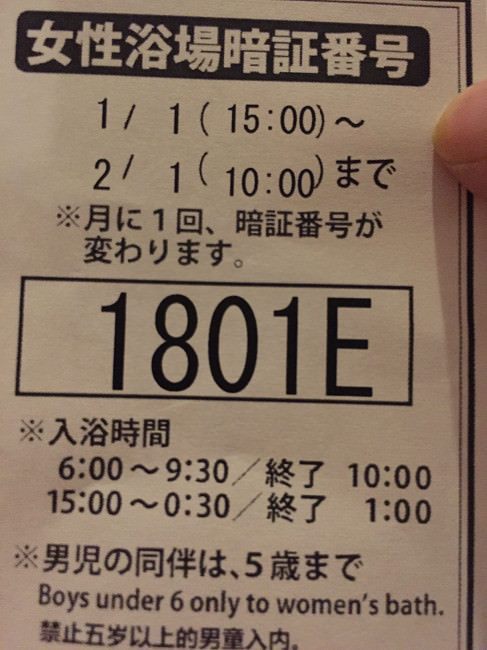 女性浴場暗証番号
1/ 1( 15:00)～
2/ 1( 10:00)まで
※月に1回、暗証番号が
変わります。
1801E
※入浴時間
6:00～9:30／終了 10:00
15:00～0:30／終了 1:00
※男児の同伴は、5歳まで
Boys under 6 only to women's bath.
禁止五岁以上的男童入内。